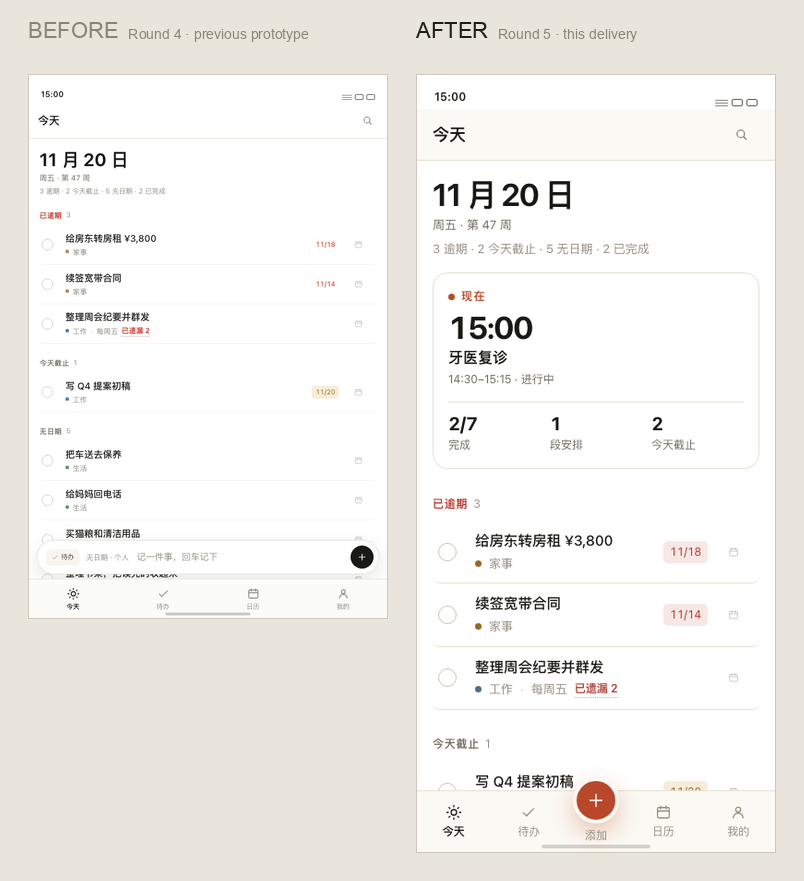 BEFORE Round 4 · previous prototype
15:00
今天
11 月 20 日
周五 · 第 47 周
3 逾期 · 2 今天截止 · 5 无日期 · 2 已完成
已逾期 3
给房东转房租 ¥3,800
11/18
家事
续签宽带合同
11/14
家事
整理周会纪要并群发
工作 · 每周五 已遗漏 2
今天截止 1
写 Q4 提案初稿
11/20
工作
无日期 5
把车送去保养
生活
给妈妈回电话
生活
买猫粮和清洁用品
待办 无日期 · 个人 记一件事，回车记下
今天 待办 日历 我的
AFTER Round 5 · this delivery
15:00
今天
11 月 20 日
周五 · 第 47 周
3 逾期 · 2 今天截止 · 5 无日期 · 2 已完成
现在
15:00
牙医复诊
14:30–15:15 · 进行中
2/7 1 2
完成 段安排 今天截止
已逾期 3
给房东转房租 ¥3,800
11/18
家事
续签宽带合同
11/14
家事
整理周会纪要并群发
工作 · 每周五 已遗漏 2
今天截止 1
写 Q4 提案初稿
今天 待办 添加 日历 我的